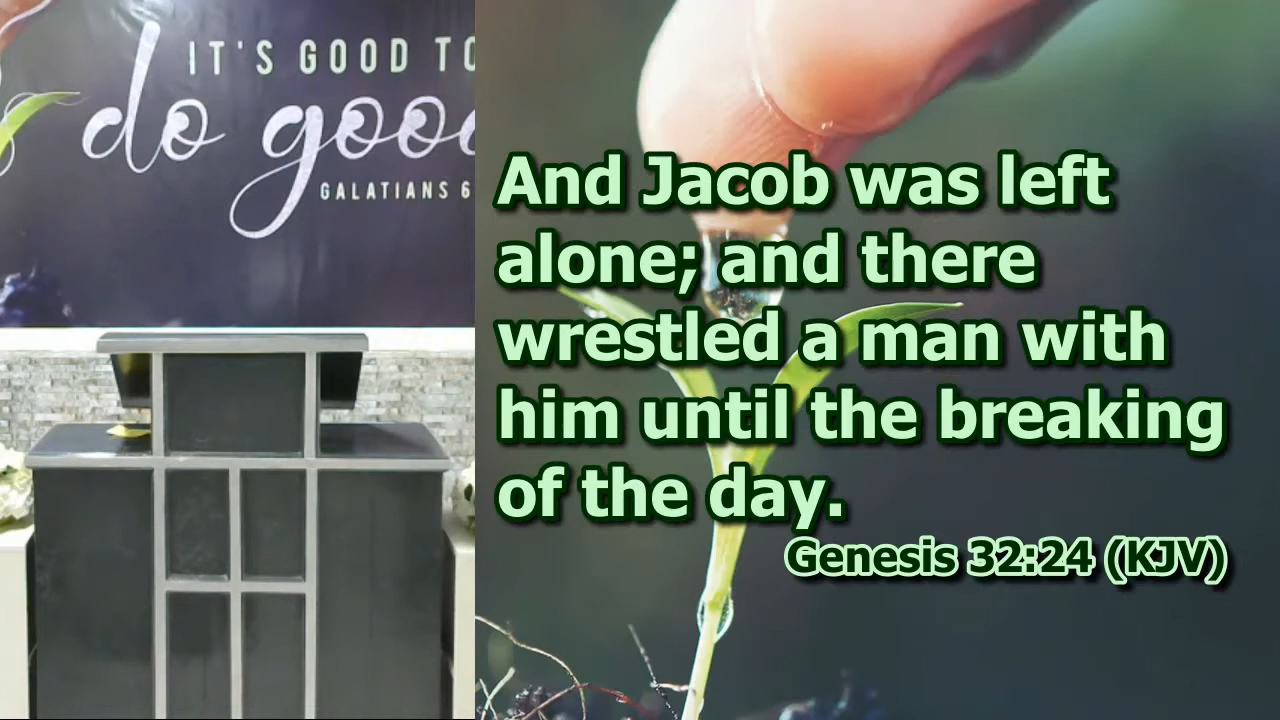 IT'S GOOD TO
do good
GALATIANS 6
And Jacob was left
alone; and there
wrestled a man with
him until the breaking
of the day.
Genesis 32:24 (KJV)